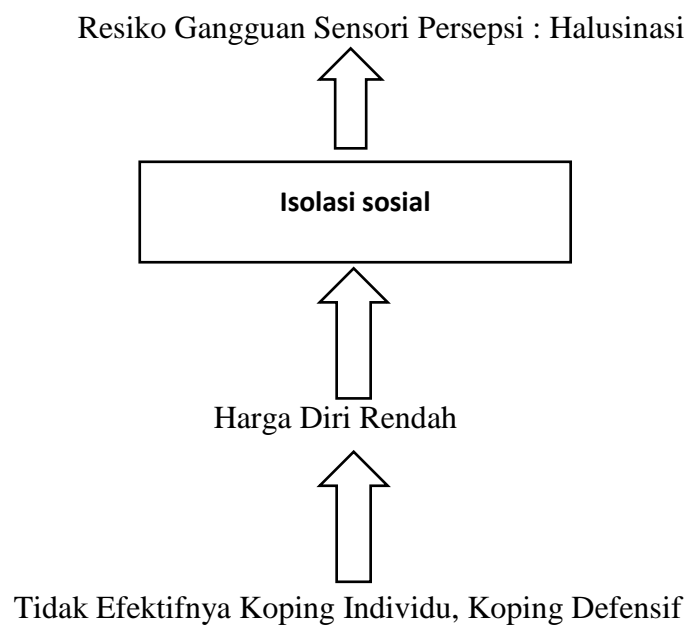 Resiko Gangguan Sensori Persepsi : Halusinasi
Isolasi sosial
Harga Diri Rendah
Tidak Efektifnya Koping Individu, Koping Defensif